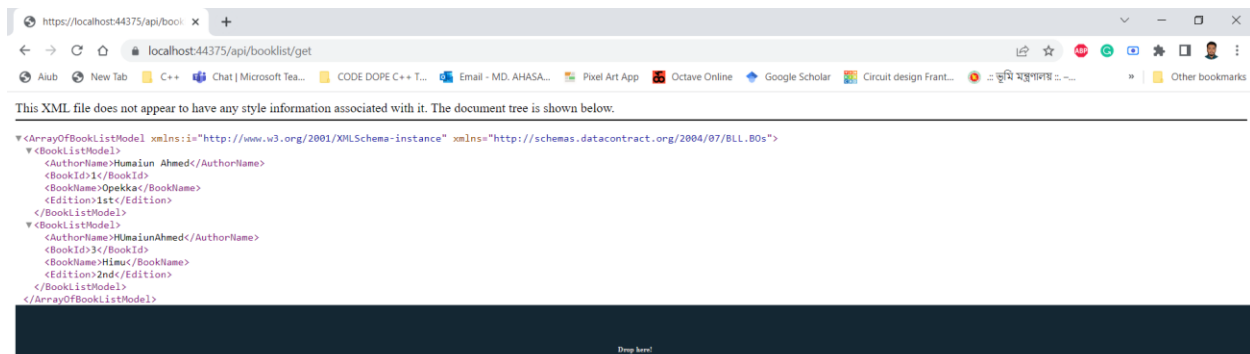 https://localhost:44375/api/book
localhost:44375/api/booklist/get
Aiub New Tab C++ Chat | Microsoft Tea... CODE DOPE C++ T... Email - MD. AHASA... Pixel Art App Octave Online Google Scholar Circuit design Frant... .:: ভূমি মন্ত্রণালয় ::. –... » Other bookmarks
This XML file does not appear to have any style information associated with it. The document tree is shown below.
▼<ArrayOfBookListModel xmlns:i="http://www.w3.org/2001/XMLSchema-instance" xmlns="http://schemas.datacontract.org/2004/07/BLL.BOs">
▼<BookListModel>
<AuthorName>Humaiun Ahmed</AuthorName>
<BookId>1</BookId>
<BookName>Opekka</BookName>
<Edition>1st</Edition>
</BookListModel>
▼<BookListModel>
<AuthorName>HUmaiunAhmed</AuthorName>
<BookId>3</BookId>
<BookName>Himu</BookName>
<Edition>2nd</Edition>
</BookListModel>
</ArrayOfBookListModel>
Drop here!